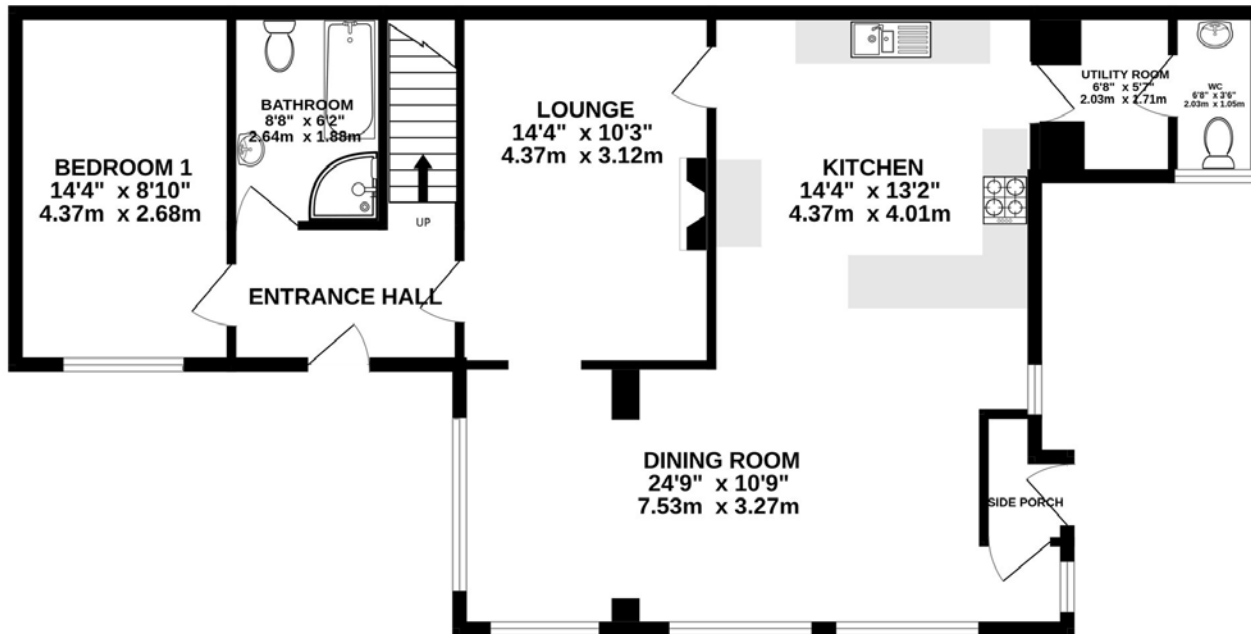 BEDROOM 1
14'4" x 8'10"
4.37m x 2.68m
BATHROOM
8'8" x 6'2"
2.64m x 1.88m
UP
ENTRANCE HALL
LOUNGE
14'4" x 10'3"
4.37m x 3.12m
KITCHEN
14'4" x 13'2"
4.37m x 4.01m
UTILITY ROOM
6'8" x 5'7"
2.03m x 1.71m
WC
6'8" x 3'6"
2.03m x 1.05m
DINING ROOM
24'9" x 10'9"
7.53m x 3.27m
SIDE PORCH